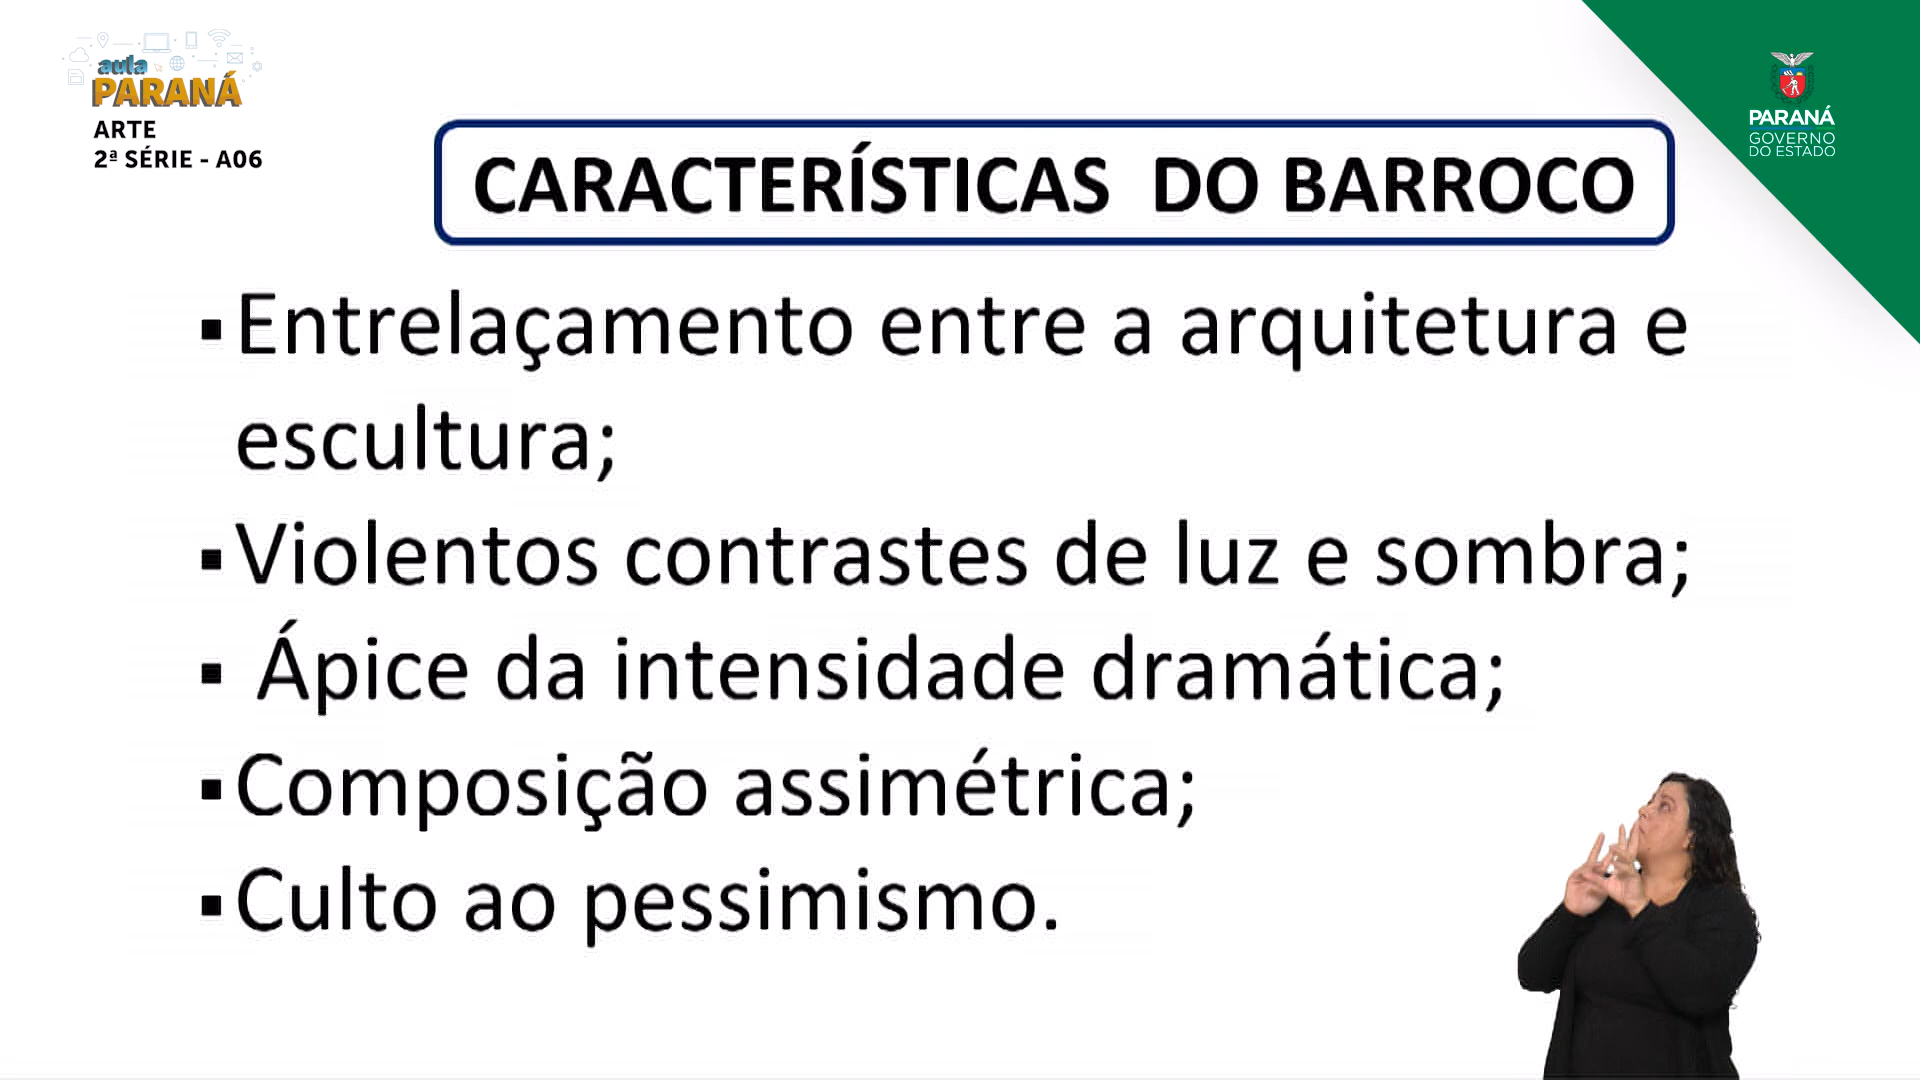 aula
PARANÁ
ARTE
2ª SÉRIE - A06
PARANÁ
GOVERNO
DO ESTADO
CARACTERÍSTICAS DO BARROCO
▪Entrelaçamento entre a arquitetura e
escultura;
▪Violentos contrastes de luz e sombra;
▪ Ápice da intensidade dramática;
▪Composição assimétrica;
▪Culto ao pessimismo.